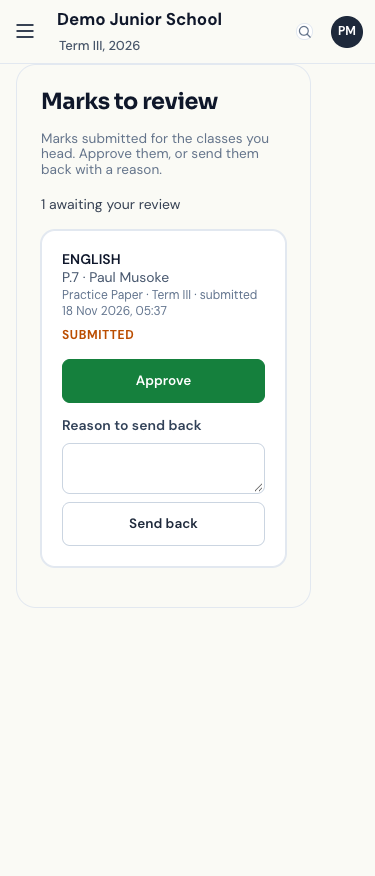 Demo Junior School
Term III, 2026
PM
Marks to review
Marks submitted for the classes you
head. Approve them, or send them
back with a reason.
1 awaiting your review
ENGLISH
P.7 · Paul Musoke
Practice Paper · Term III · submitted
18 Nov 2026, 05:37
SUBMITTED
Approve
Reason to send back
Send back